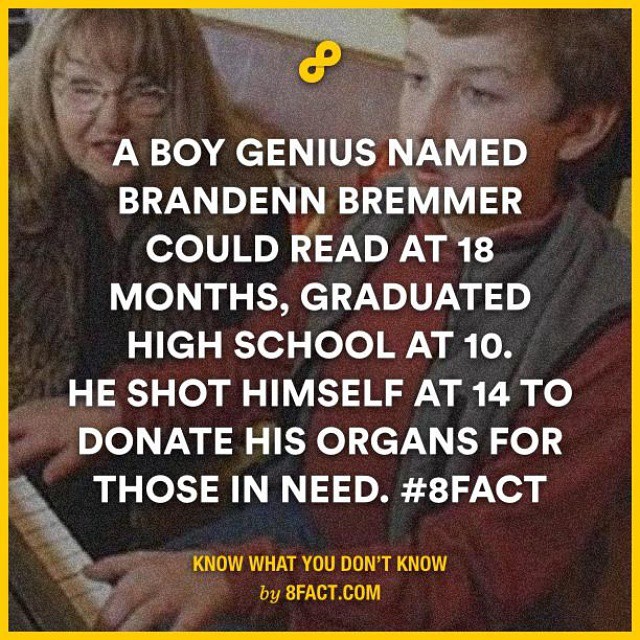 A BOY GENIUS NAMED
BRANDENN BREMMER
COULD READ AT 18
MONTHS, GRADUATED
HIGH SCHOOL AT 10.
HE SHOT HIMSELF AT 14 TO
DONATE HIS ORGANS FOR
THOSE IN NEED. #8FACT
KNOW WHAT YOU DON'T KNOW
by 8FACT.COM